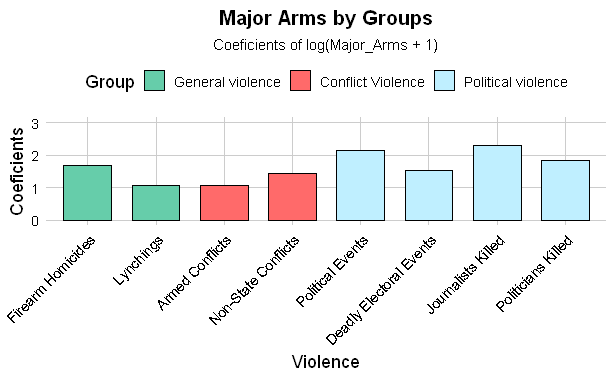 Major Arms by Groups
Coeficients of log(Major_Arms + 1)
Group General violence Conflict Violence Political violence
Coeficients
3
2
1
0
Firearm Homicides
Lynchings
Armed Conflicts
Non-State Conflicts
Political Events
Deadly Electoral Events
Journalists Killed
Politicians Killed
Violence